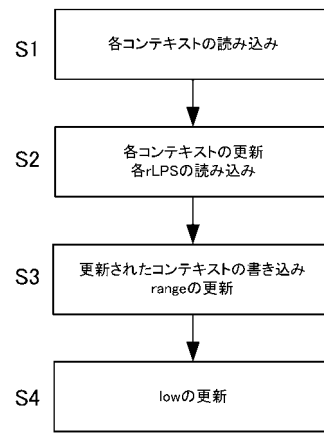 S1
各コンテキストの読み込み
S2
各コンテキストの更新
各rLPSの読み込み
S3
更新されたコンテキストの書き込み
rangeの更新
S4
lowの更新